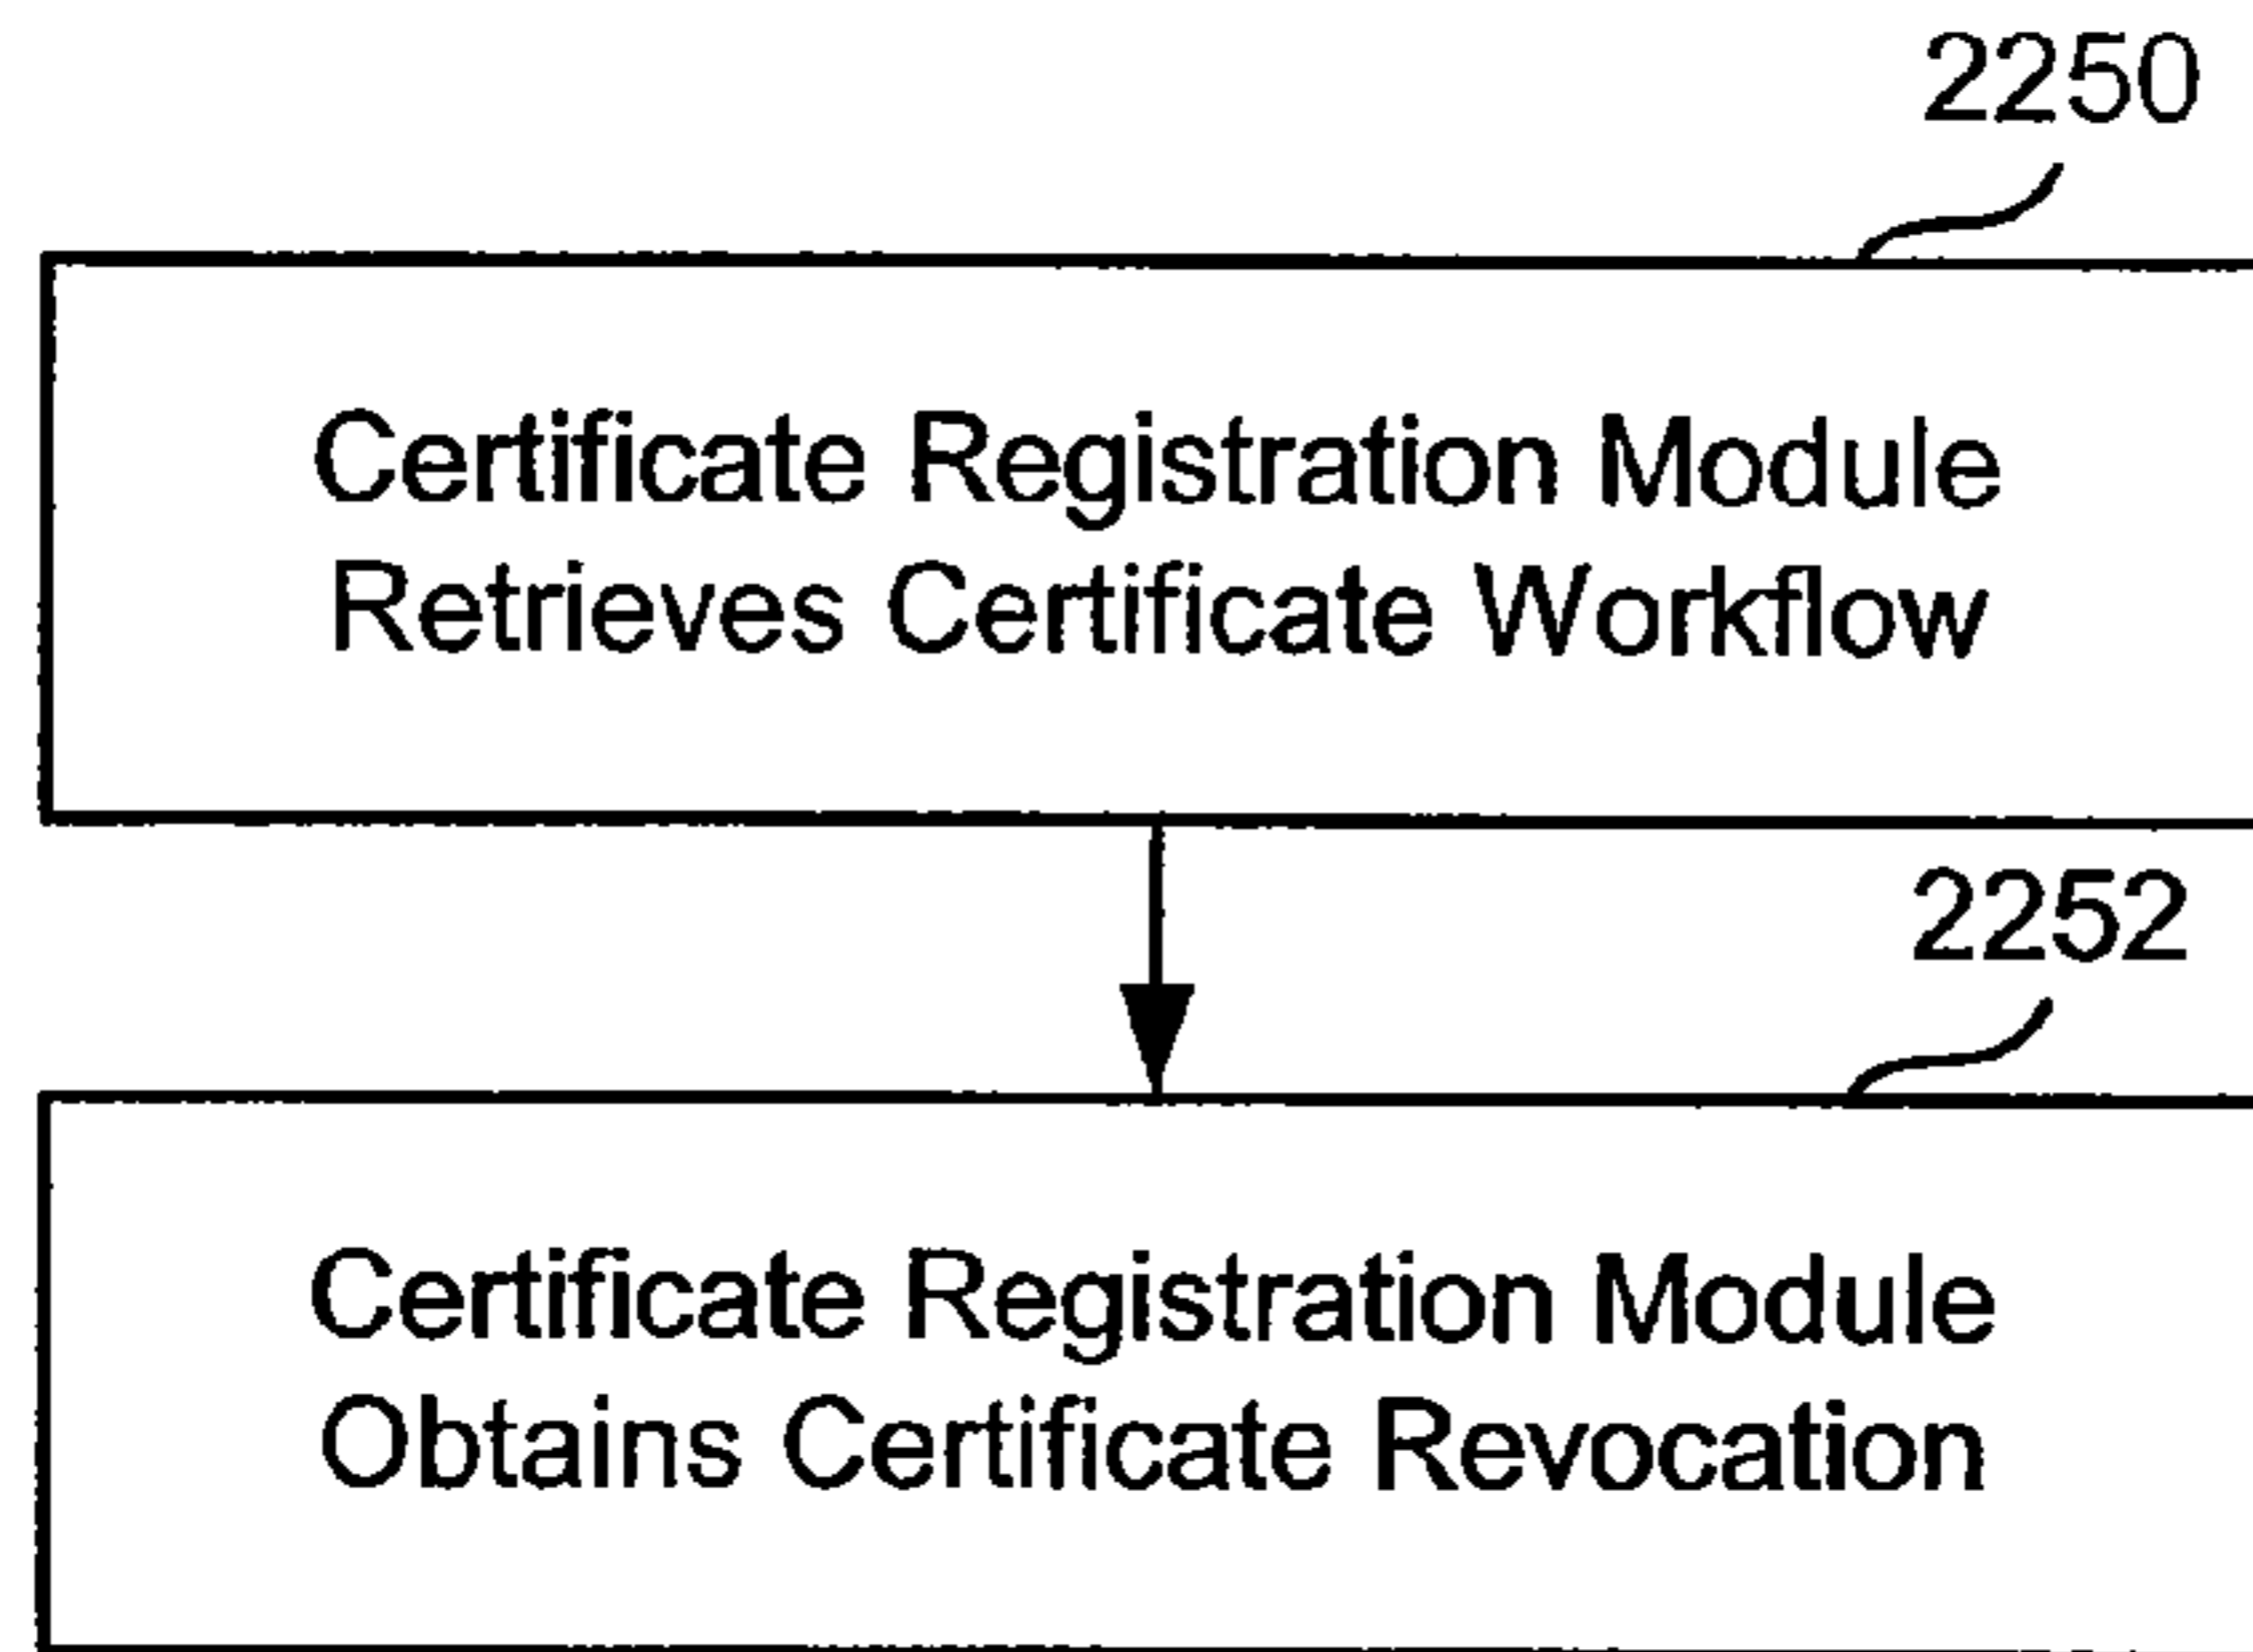 2250
Certificate Registration Module
Retrieves Certificate Workflow
2252
Certificate Registration Module
Obtains Certificate Revocation